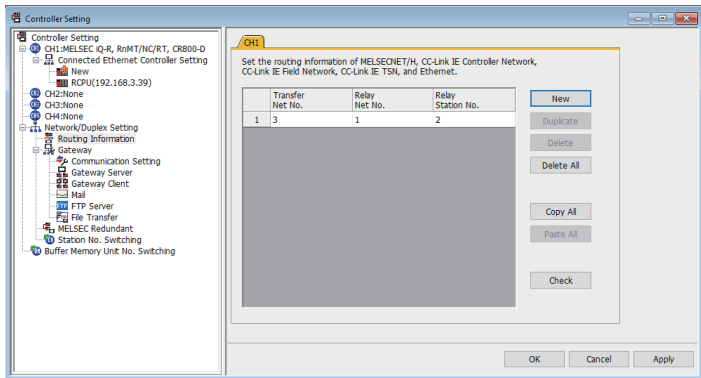 Controller Setting
Controller Setting
CH1:MELSEC iQ-R, RnMT/NC/RT, CR800-D
Connected Ethernet Controller Setting
New
RCPU(192.168.3.39)
CH2:None
CH3:None
CH4:None
Network/Duplex Setting
Routing Information
Gateway
Communication Setting
Gateway Server
Gateway Client
Mail
FTP Server
File Transfer
MELSEC Redundant
Station No. Switching
Buffer Memory Unit No. Switching
CH1
Set the routing information of MELSECNET/H, CC-Link IE Controller Network,
CC-Link IE Field Network, CC-Link IE TSN, and Ethernet.
Transfer Net No. Relay Net No. Relay Station No.
1 3 1 2
New
Duplicate
Delete
Delete All
Copy All
Paste All
Check
OK Cancel Apply